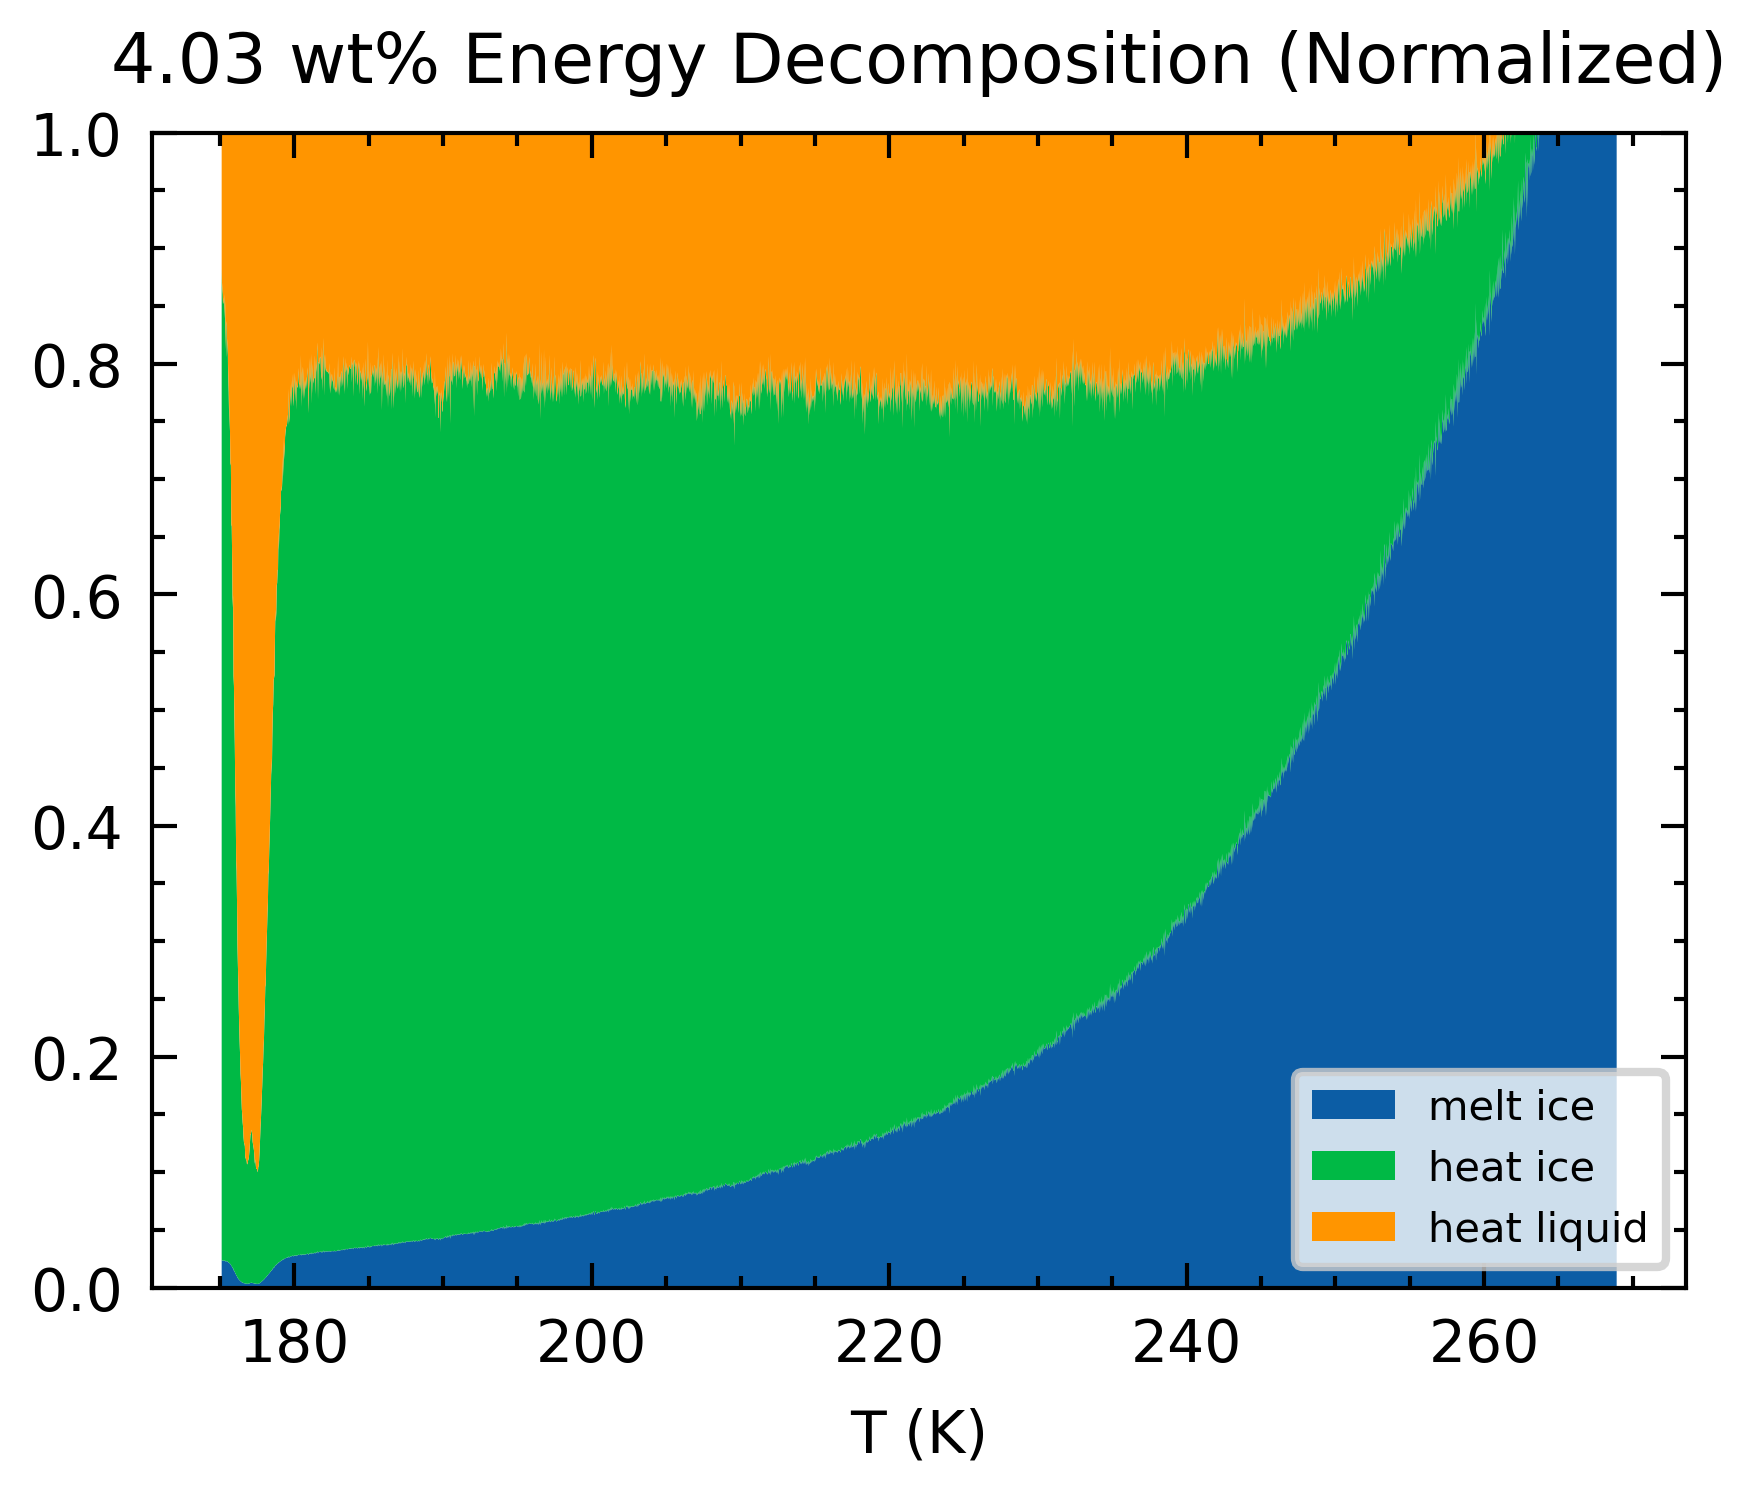 4.03 wt% Energy Decomposition (Normalized)
1.0
0.8
0.6
0.4
0.2
0.0
melt ice
heat ice
heat liquid
180 200 220 240 260
T (K)